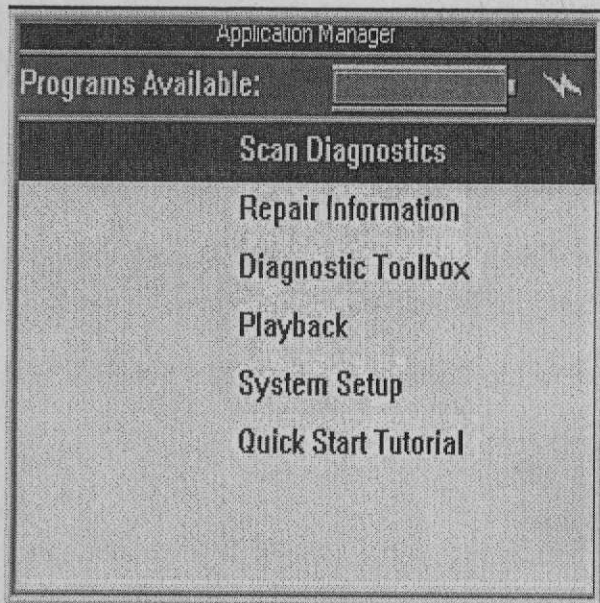 Application Manager
Programs Available:
Scan Diagnostics
Repair Information
Diagnostic Toolbox
Playback
System Setup
Quick Start Tutorial